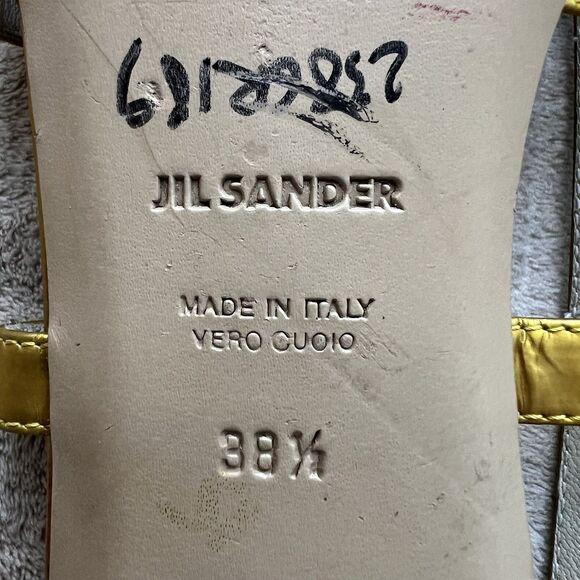 JIL SANDER
MADE IN ITALY
VERO CUOIO
38 ½